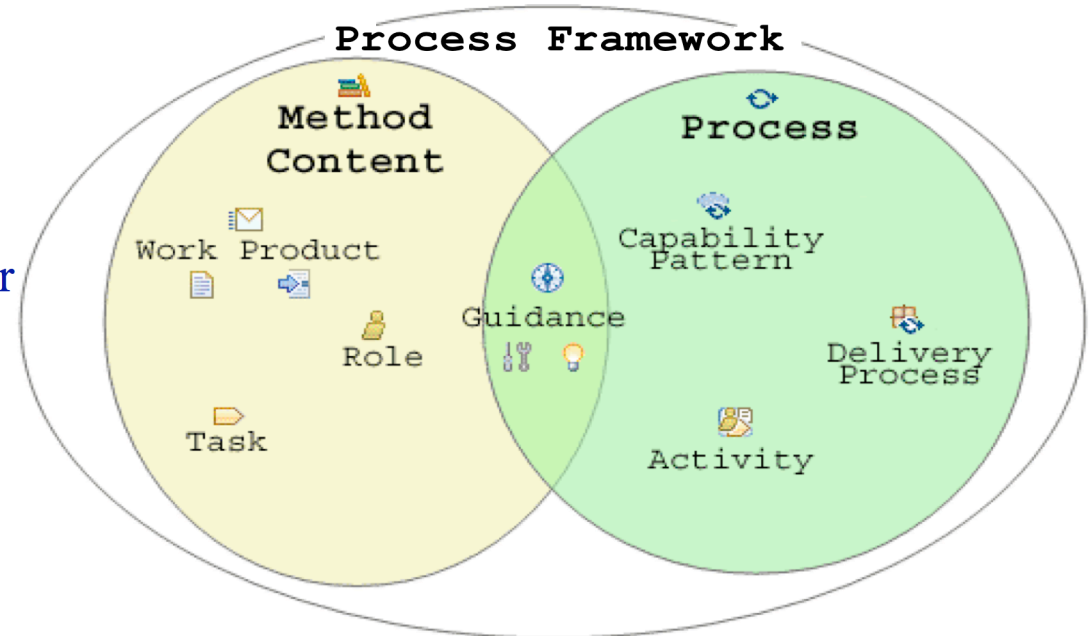 Process Framework
Method
Content
Process
Work Product
Capability
Pattern
r
Guidance
Role
Delivery
Process
Task
Activity